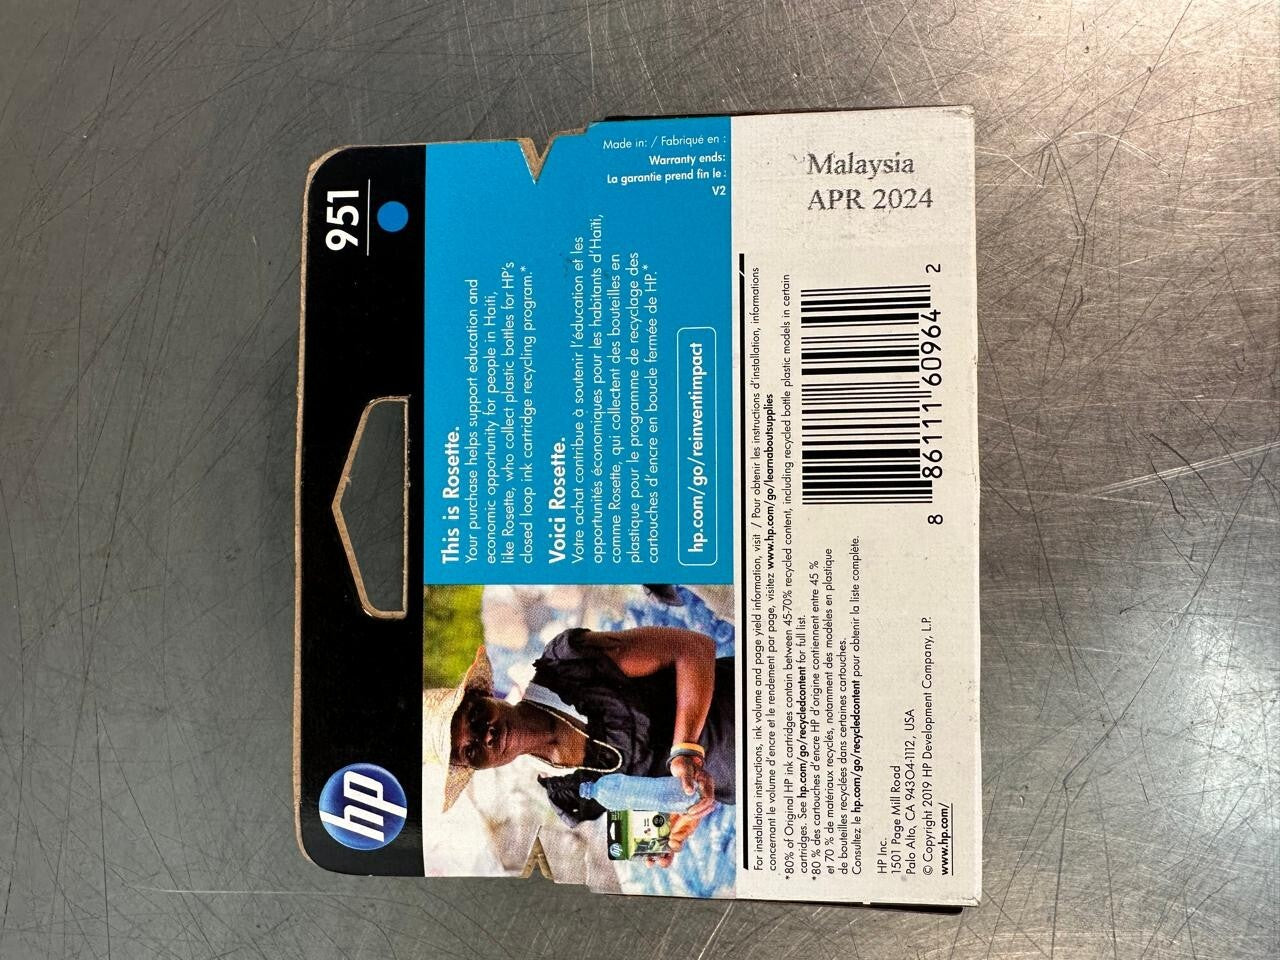 hp
951
This is Rosette.
Your purchase helps support education and
economic opportunity for people in Haiti,
like Rosette, who collect plastic bottles for HP's
closed loop ink cartridge recycling program.*
Voici Rosette.
Votre achat contribue à soutenir l'éducation et les
opportunités économiques pour les habitants d'Haïti,
comme Rosette, qui collectent des bouteilles en
plastique pour le programme de recyclage des
cartouches d'encre en boucle fermée de HP.*
hp.com/go/reinventimpact
Made in: / Fabriqué en :
Warranty ends:
La garantie prend fin le :
V2
Malaysia
APR 2024
For installation instructions, ink volume and page yield information, visit / Pour obtenir les instructions d'installation, informations
concernant le volume d'encre et le rendement par page, visitez www.hp.com/go/learnaboutsupplies
*80% of Original HP ink cartridges contain between 45-70% recycled content, including recycled bottle plastic models in certain
cartridges. See hp.com/go/recycledcontent for full list.
*80 % des cartouches d'encre HP d'origine contiennent entre 45 %
et 70 % de matériaux recyclés, notamment des modèles en plastique
de bouteilles recyclées dans certaines cartouches.
Consultez le hp.com/go/recycledcontent pour obtenir la liste complète.
HP Inc.
1501 Page Mill Road
Palo Alto, CA 94304-1112, USA
© Copyright 2019 HP Development Company, L.P.
www.hp.com/
8 86111 60964 2
hp